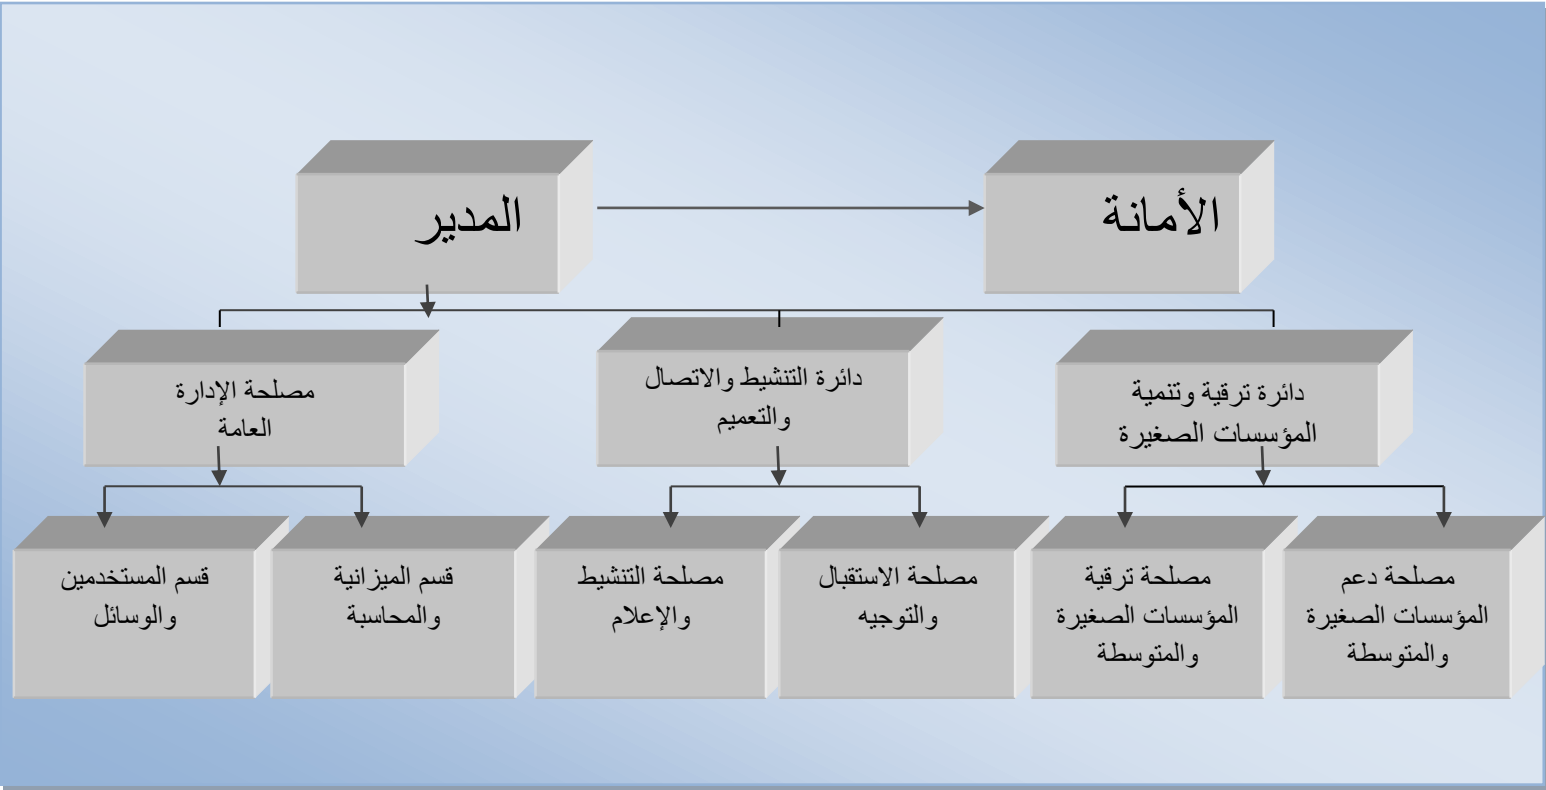 الأمانة
المدير
دائرة ترقية وتنمية
المؤسسات الصغيرة
دائرة التنشيط والاتصال
والتعميم
مصلحة الإدارة
العامة
مصلحة دعم
المؤسسات الصغيرة
والمتوسطة
مصلحة ترقية
المؤسسات الصغيرة
والمتوسطة
مصلحة الاستقبال
والتوجيه
مصلحة التنشيط
والإعلام
قسم الميزانية
والمحاسبة
قسم المستخدمين
والوسائل